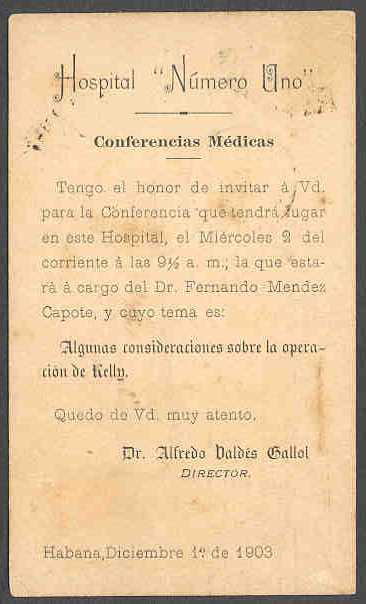 Hospital "Número Uno"
Conferencias Médicas
Tengo el honor de invitar á Vd.
para la Conferencia que tendrá lugar
en este Hospital, el Miércoles 2 del
corriente á las 9½ a. m.; la que esta-
rá á cargo del Dr. Fernando Mendez
Capote, y cuyo tema es:
Algunas consideraciones sobre la opera-
ción de Kelly.
Quedo de Vd. muy atento,
Dr. Alfredo Valdés Gallol
DIRECTOR.
Habana, Diciembre 1º de 1903